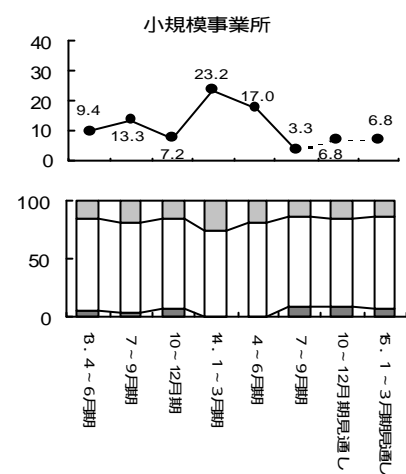 小規模事業所
40
30
20
10
0
9.4
13.3
7.2
23.2
17.0
3.3
6.8
6.8
100
50
0
13．4～6月期
7～9月期
10～12月期
14．1～3月期
4～6月期
7～9月期
10～12月期見通し
15．1～3月期見通し